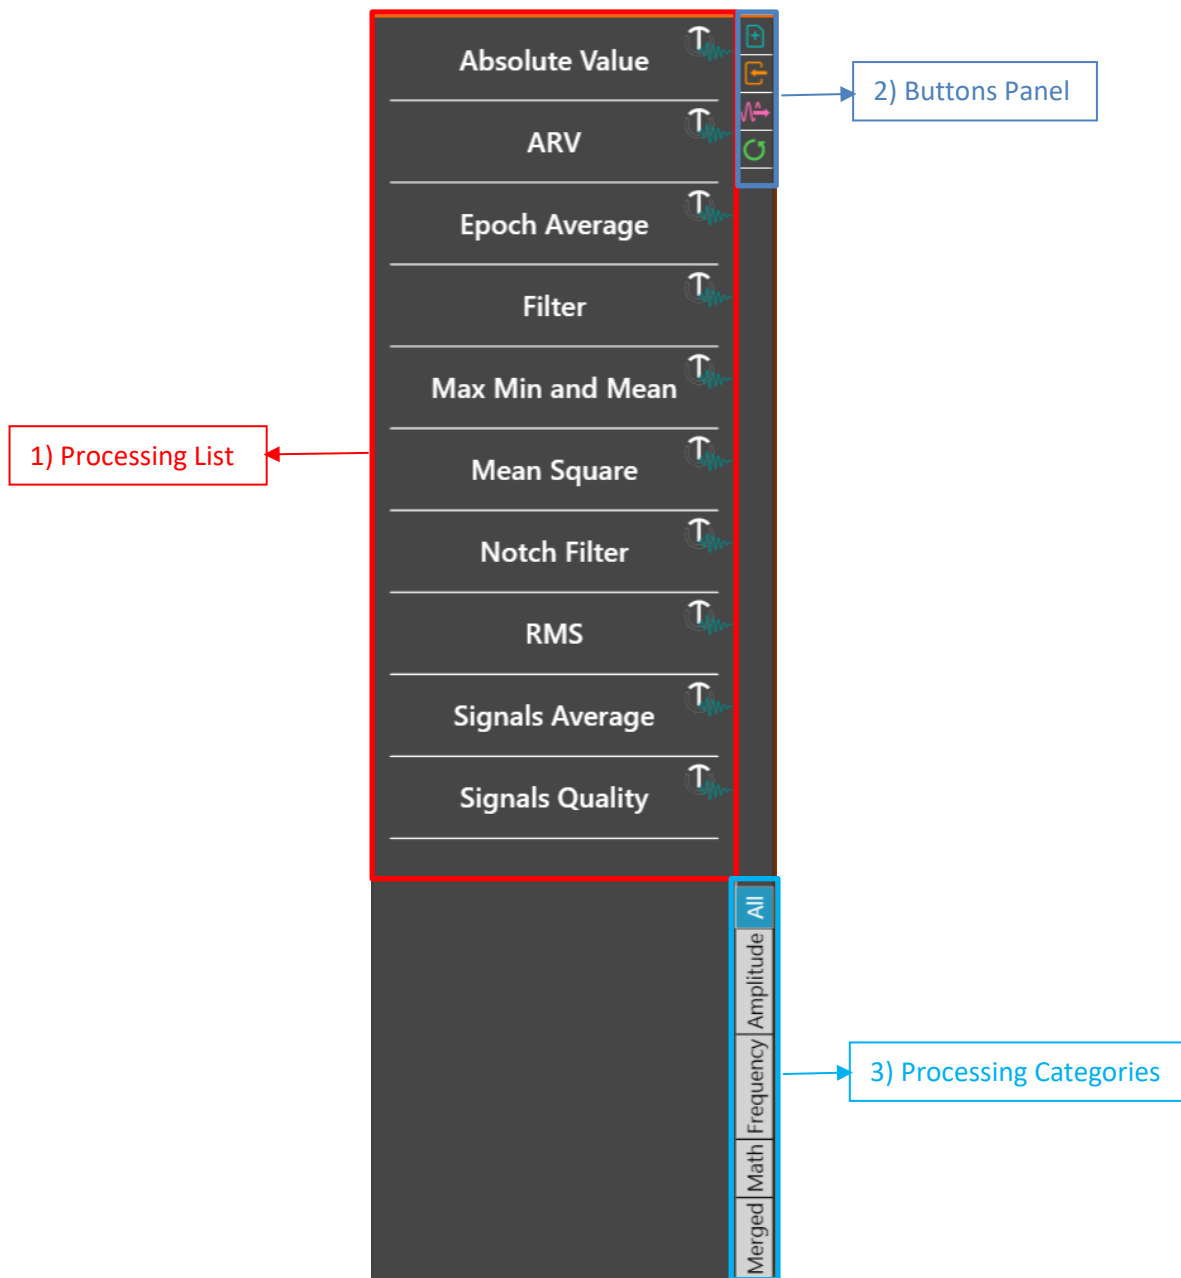 Absolute Value
ARV
Epoch Average
Filter
Max Min and Mean
Mean Square
Notch Filter
RMS
Signals Average
Signals Quality
1) Processing List
2) Buttons Panel
All
Amplitude
Frequency
Math
Merged
3) Processing Categories